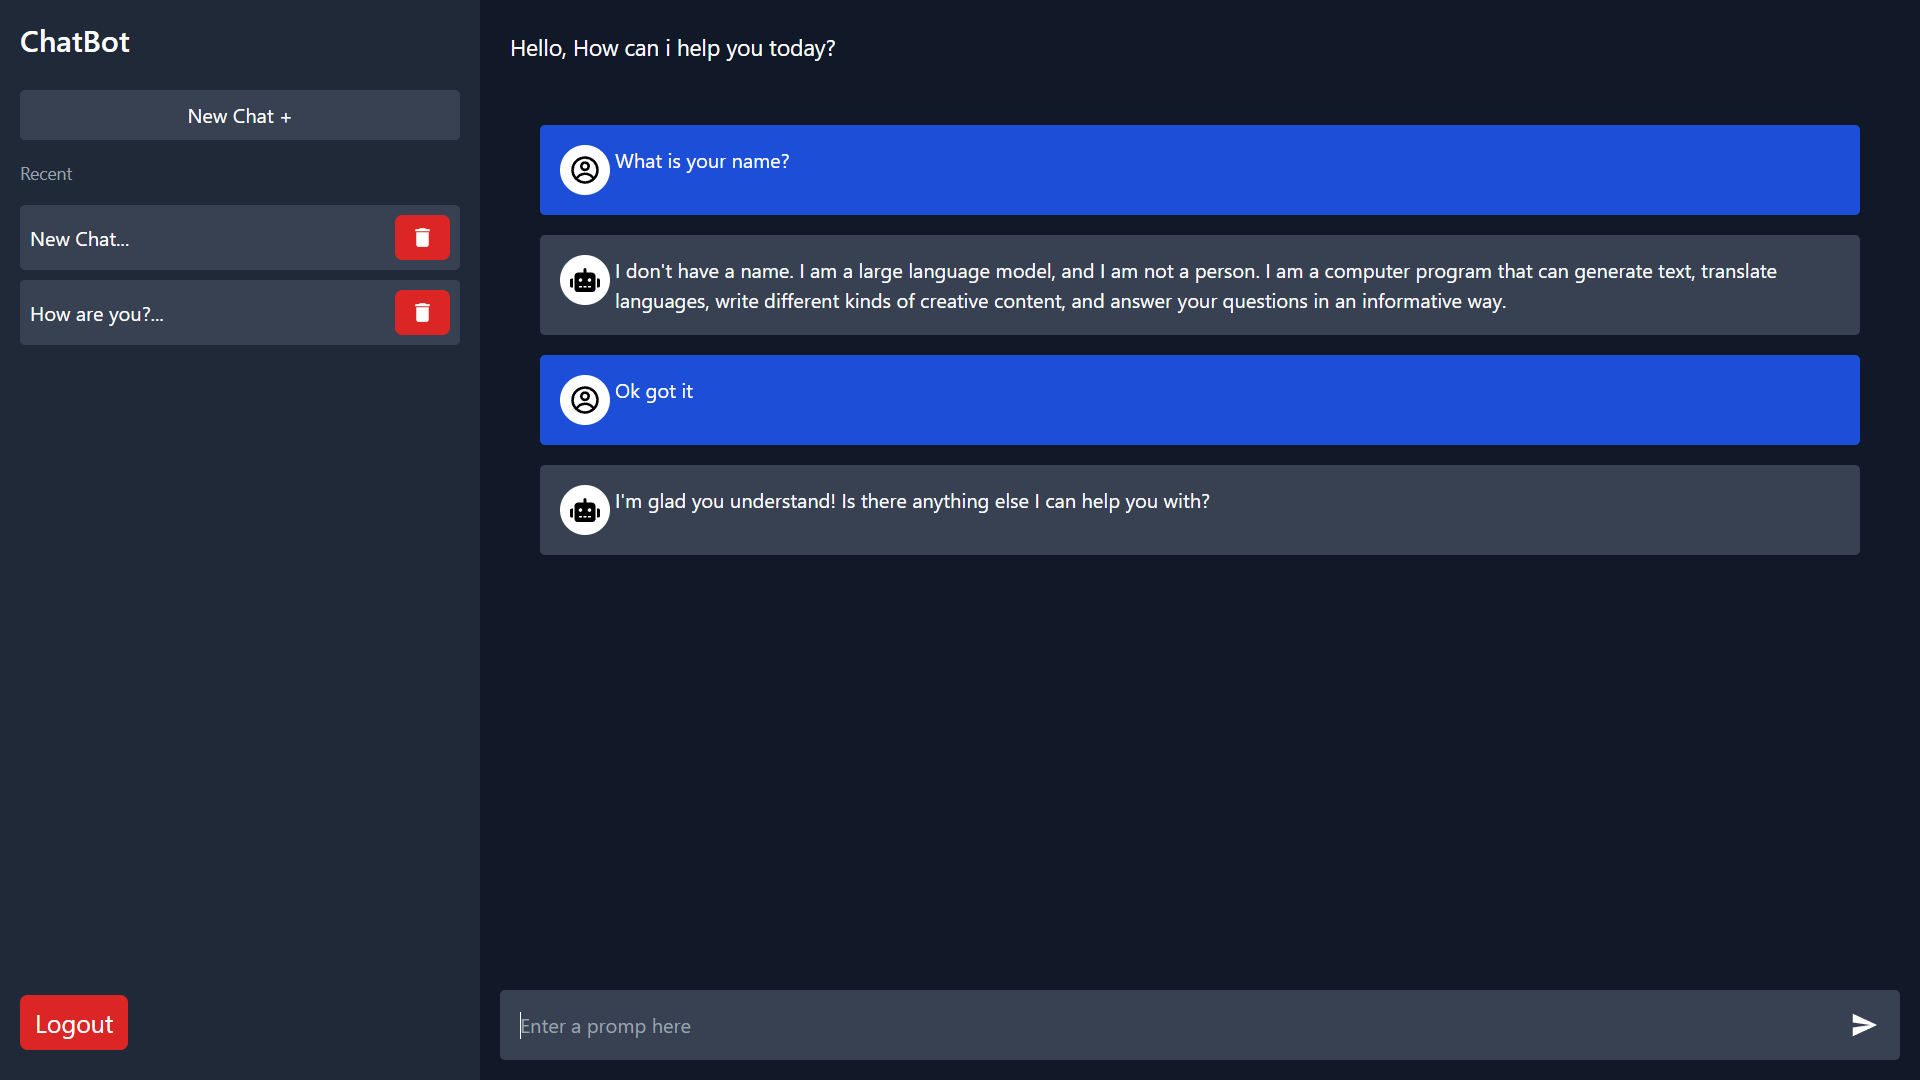 ChatBot
New Chat +
Recent
New Chat...
How are you?...
Logout
Hello, How can i help you today?
What is your name?
I don't have a name. I am a large language model, and I am not a person. I am a computer program that can generate text, translate
languages, write different kinds of creative content, and answer your questions in an informative way.
Ok got it
I'm glad you understand! Is there anything else I can help you with?
Enter a promp here